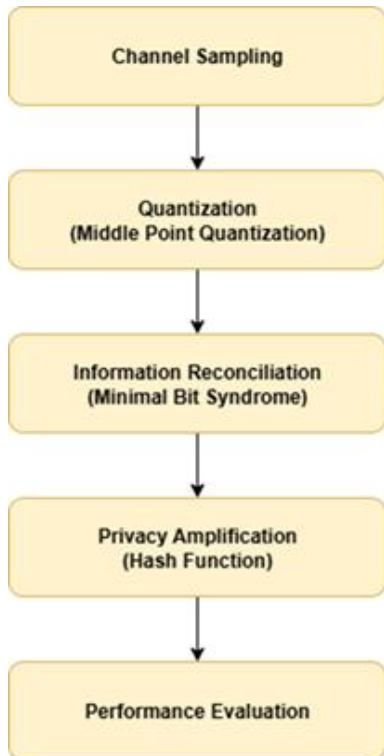 Channel Sampling
Quantization
(Middle Point Quantization)
Information Reconciliation
(Minimal Bit Syndrome)
Privacy Amplification
(Hash Function)
Performance Evaluation